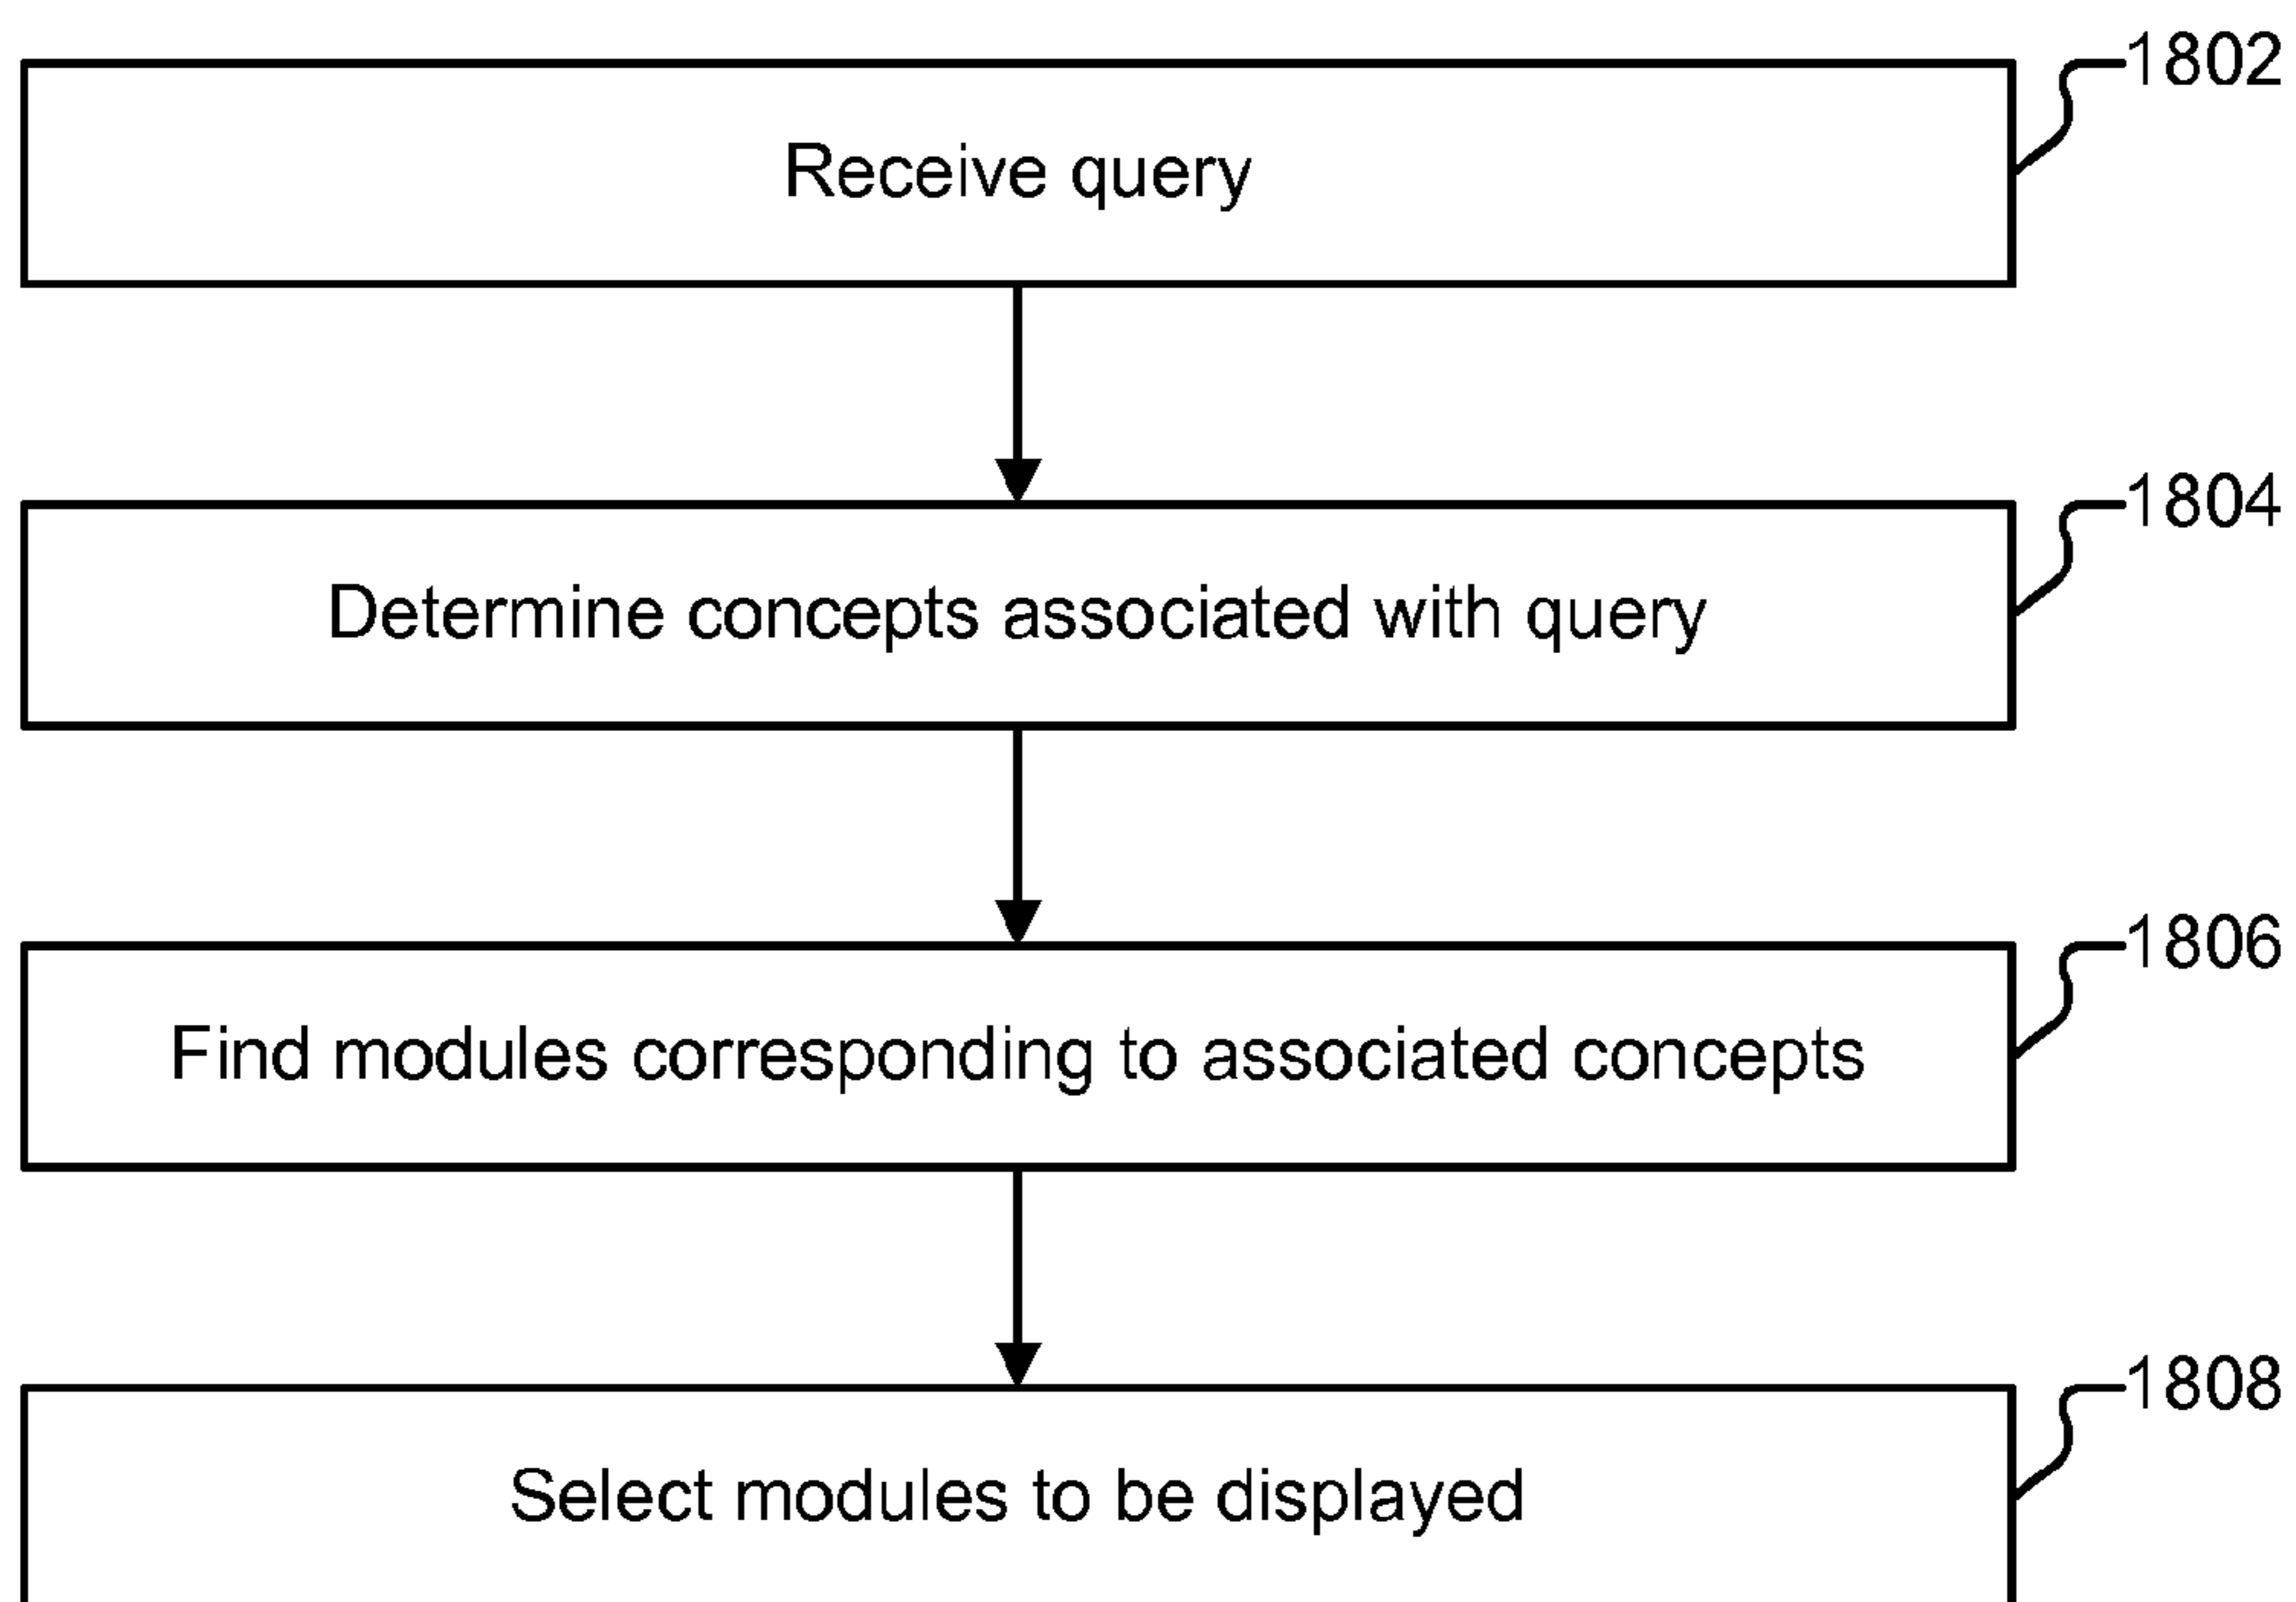 1802
Receive query
1804
Determine concepts associated with query
1806
Find modules corresponding to associated concepts
1808
Select modules to be displayed